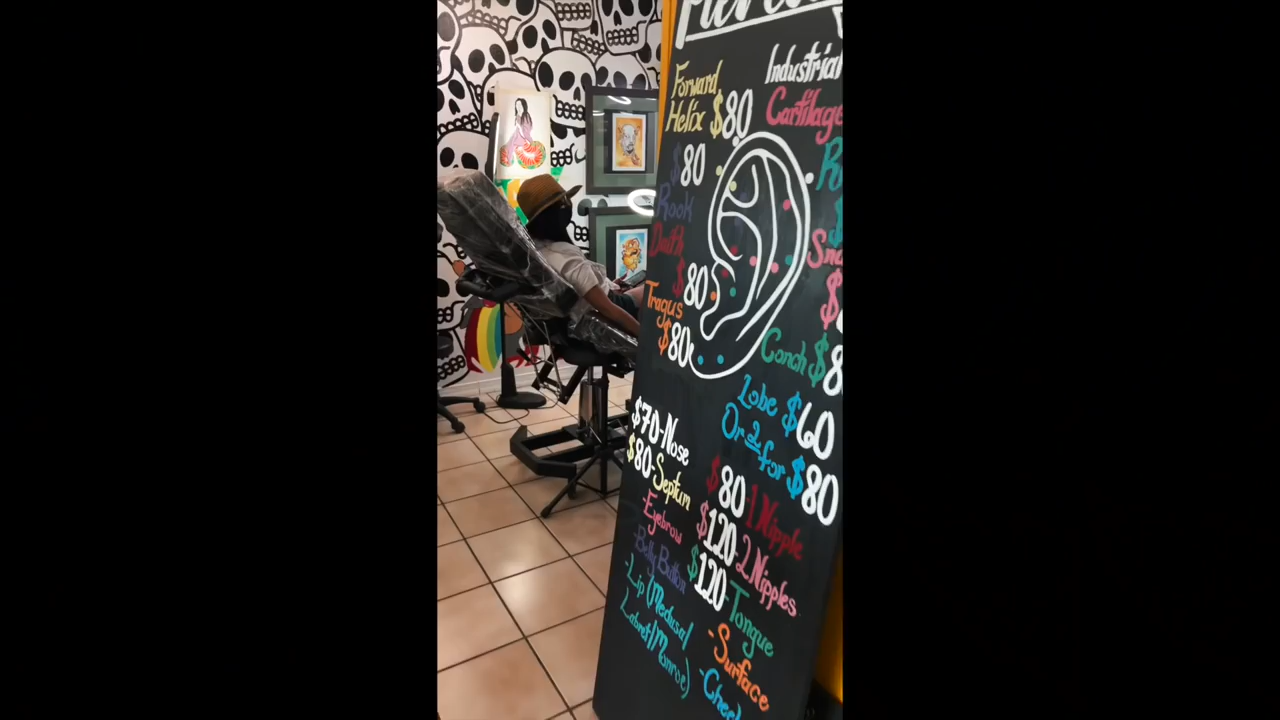 Forward
Helix $80
Industrial
Cartilage
$80
Rook
Daith
$80
Tragus
$80
Conch $8
Lobe $60
Or 2 for $80
$70-Nose
$80-Septum
-Eyebrow
-Belly Button
-Lip (Medusa/
Labret/Monroe)
$80-1 Nipple
$120-2 Nipples
$120-Tongue
-Surface
-Cheek